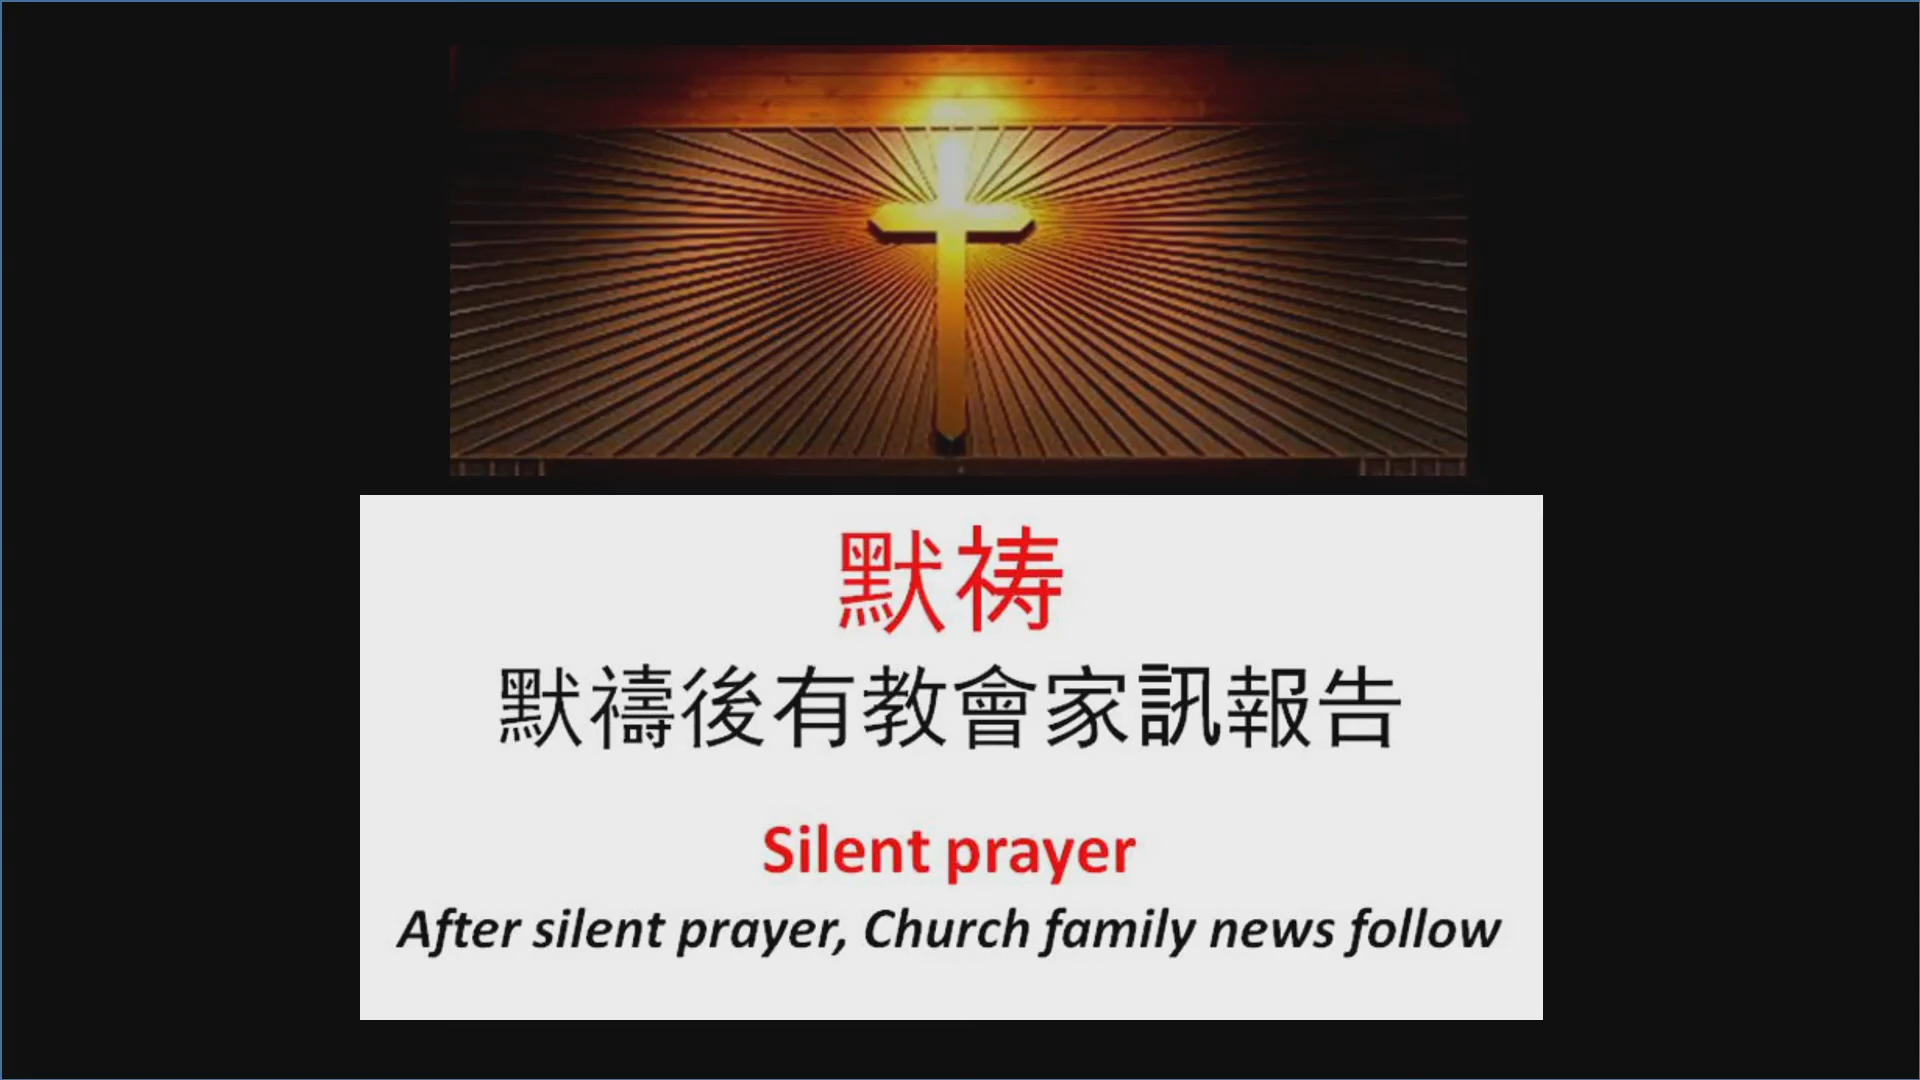 默祷
默禱後有教會家訊報告
Silent prayer
After silent prayer, Church family news follow